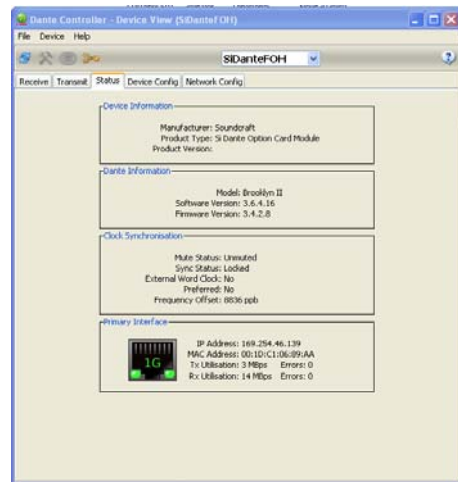 Dante Controller - Device View (SiDanteFOH)
File Device Help
SiDanteFOH
Receive Transmit Status Device Config Network Config
Device Information
Manufacturer: Soundcraft
Product Type: Si Dante Option Card Module
Product Version:
Dante Information
Model: Brooklyn II
Software Version: 3.6.4.16
Firmware Version: 3.4.2.8
Clock Synchronisation
Mute Status: Unmuted
Sync Status: Locked
External Word Clock: No
Preferred: No
Frequency Offset: 8836 ppb
Primary Interface
1G
IP Address: 169.254.46.139
MAC Address: 00:1D:C1:06:89:AA
Tx Utilisation: 3 MBps Errors: 0
Rx Utilisation: 14 MBps Errors: 0